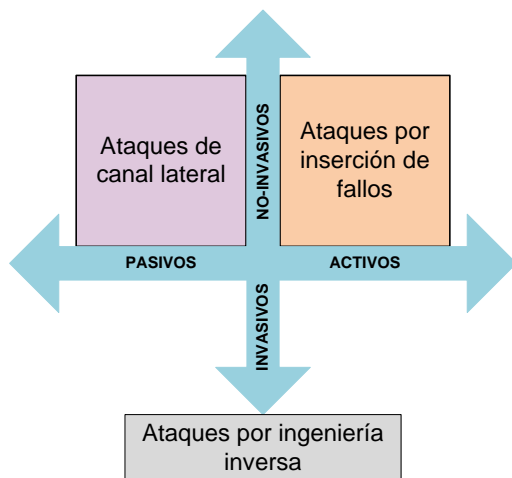 Ataques de
canal lateral
NO-INVASIVOS
Ataques por
inserción de
fallos
PASIVOS
ACTIVOS
INVASIVOS
Ataques por ingeniería
inversa